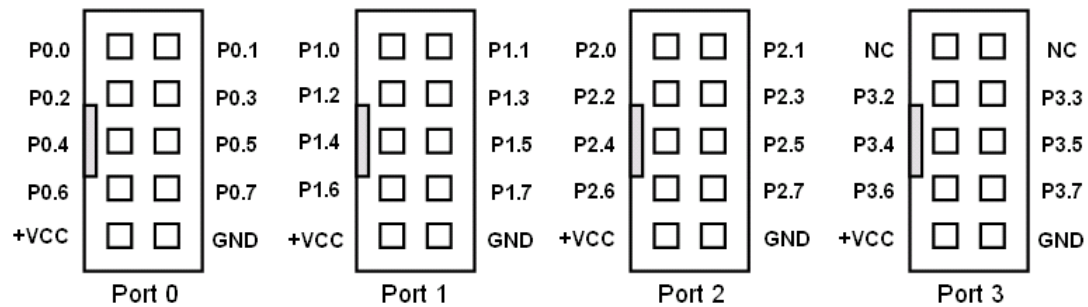 P0.0 P0.1 P1.0 P1.1 P2.0 P2.1 NC NC
P0.2 P0.3 P1.2 P1.3 P2.2 P2.3 P3.2 P3.3
P0.4 P0.5 P1.4 P1.5 P2.4 P2.5 P3.4 P3.5
P0.6 P0.7 P1.6 P1.7 P2.6 P2.7 P3.6 P3.7
+VCC GND +VCC GND +VCC GND +VCC GND
Port 0 Port 1 Port 2 Port 3